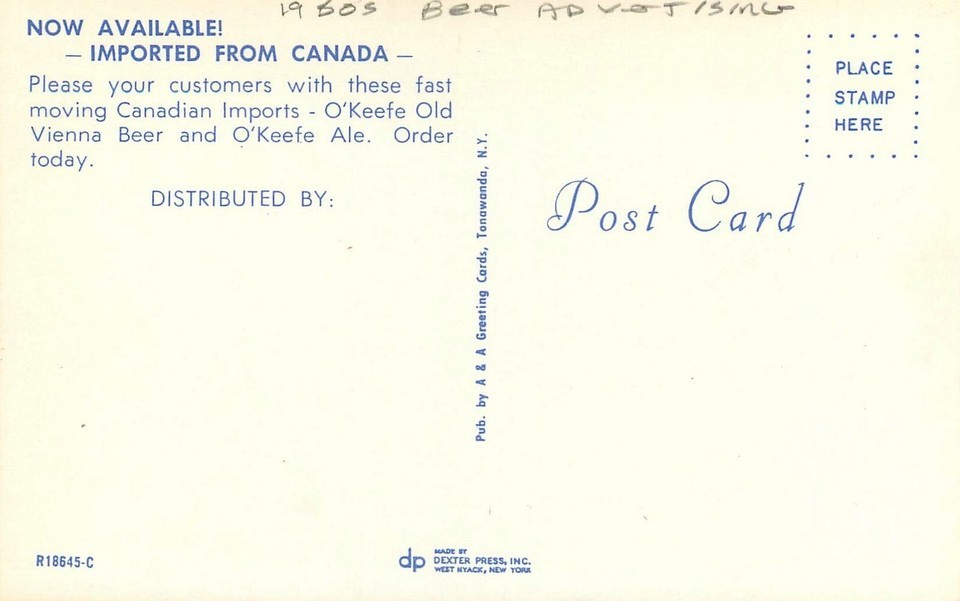 1960's Beer ADVERTISING
NOW AVAILABLE!
— IMPORTED FROM CANADA —
Please your customers with these fast
moving Canadian Imports - O'Keefe Old
Vienna Beer and O'Keefe Ale. Order
today.
DISTRIBUTED BY:
Pub. by A & A Greeting Cards, Tonawanda, N.Y.
PLACE
STAMP
HERE
Post Card
R18645-C
dp
MADE BY
DEXTER PRESS, INC.
WEST NYACK, NEW YORK